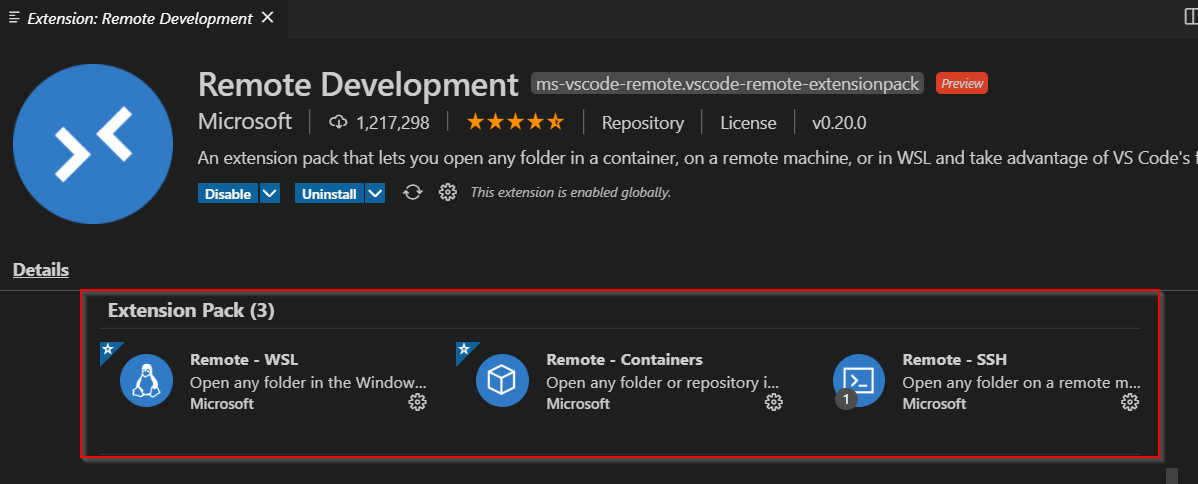 Extension: Remote Development
Remote Development ms-vscode-remote.vscode-remote-extensionpack Preview
Microsoft 1,217,298 Repository License v0.20.0
An extension pack that lets you open any folder in a container, on a remote machine, or in WSL and take advantage of VS Code's f
Disable Uninstall This extension is enabled globally.
Details
Extension Pack (3)
Remote - WSL
Open any folder in the Window...
Microsoft
Remote - Containers
Open any folder or repository i...
Microsoft
Remote - SSH
Open any folder on a remote m...
1
Microsoft